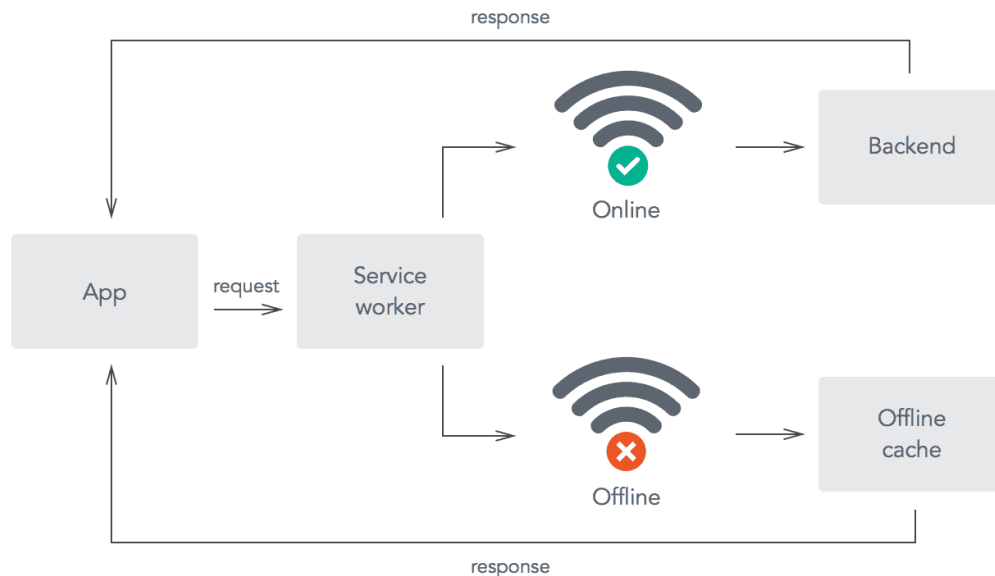 response
Backend
Online
App
request
Service
worker
Offline
cache
Offline
response